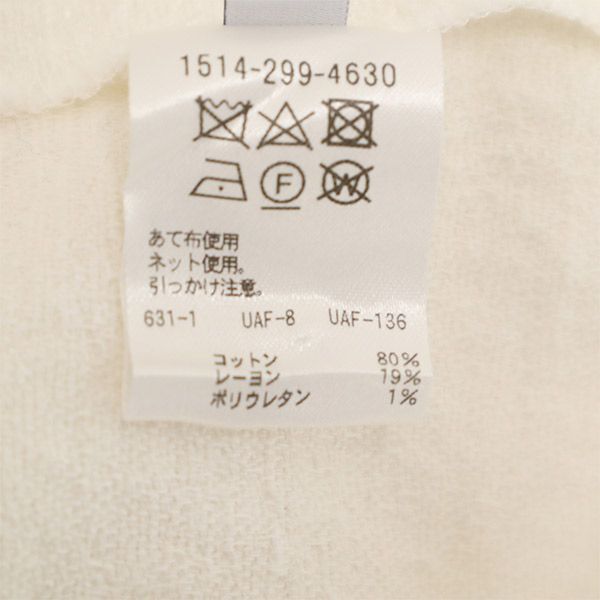 1514-299-4630
F
W
あて布使用
ネット使用。
引っかけ注意。
631-1 UAF-8 UAF-136
コットン 80%
レーヨン 19%
ポリウレタン 1%